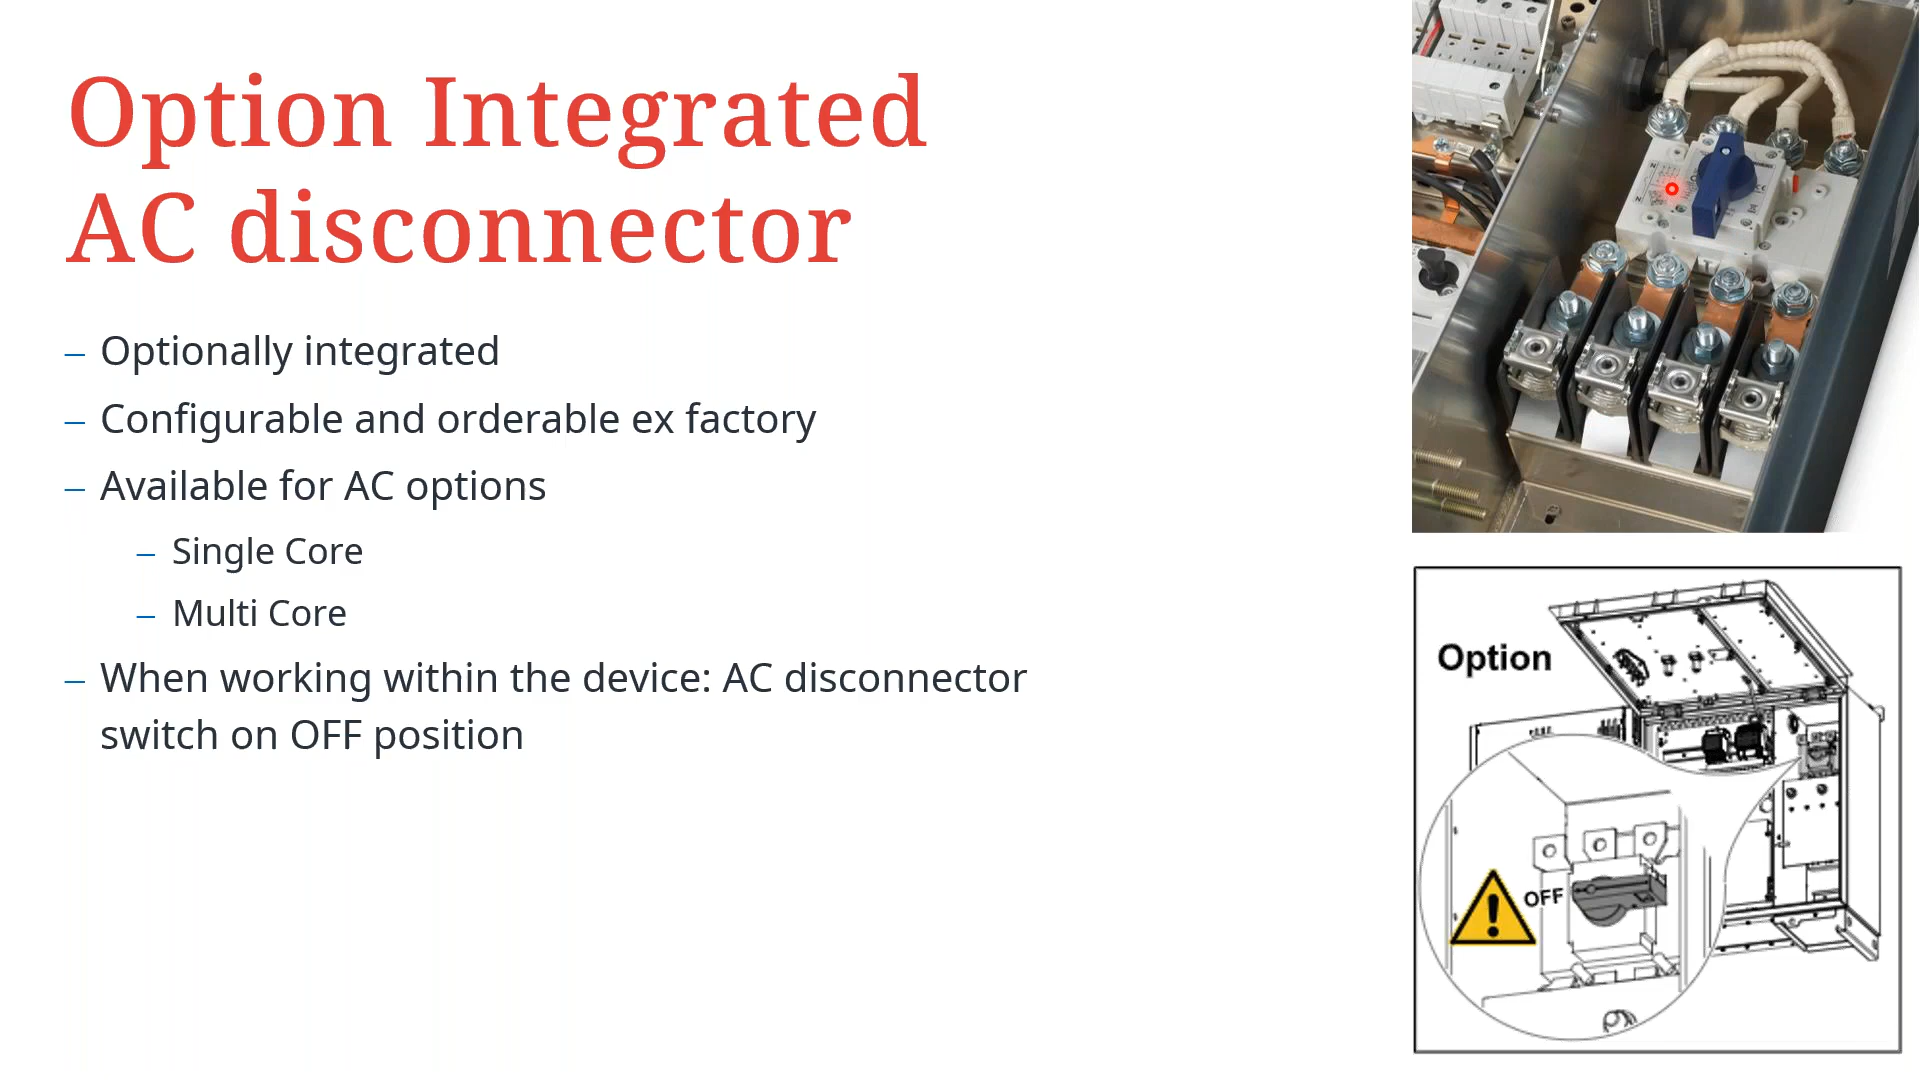 Option Integrated
AC disconnector
– Optionally integrated
– Configurable and orderable ex factory
– Available for AC options
– Single Core
– Multi Core
– When working within the device: AC disconnector
switch on OFF position
Option
OFF